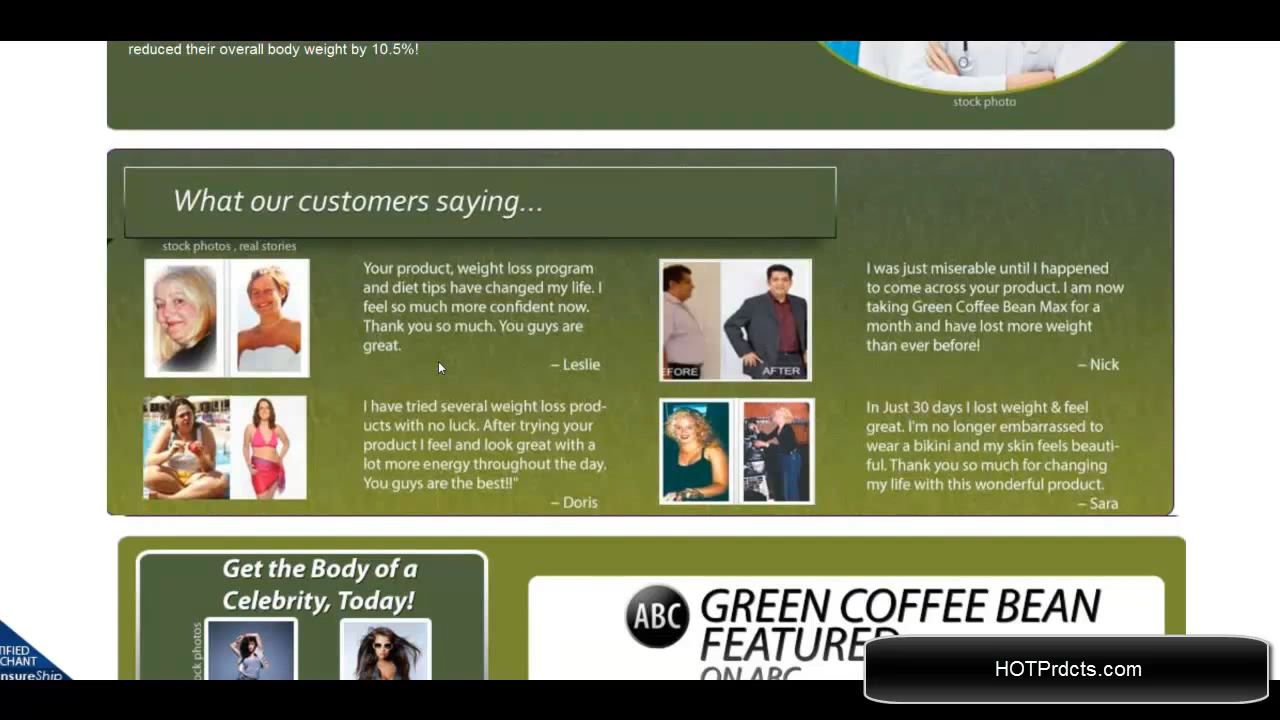 reduced their overall body weight by 10.5%!
stock photo
What our customers saying...
stock photos , real stories
Your product, weight loss program
and diet tips have changed my life. I
feel so much more confident now.
Thank you so much. You guys are
great.
– Leslie
EFORE
AFTER
I was just miserable until I happened
to come across your product. I am now
taking Green Coffee Bean Max for a
month and have lost more weight
than ever before!
– Nick
I have tried several weight loss prod-
ucts with no luck. After trying your
product I feel and look great with a
lot more energy throughout the day.
You guys are the best!!"
– Doris
In Just 30 days I lost weight & feel
great. I'm no longer embarrassed to
wear a bikini and my skin feels beauti-
ful. Thank you so much for changing
my life with this wonderful product.
– Sara
Get the Body of a
Celebrity, Today!
ock photos
ABC
GREEN COFFEE BEAN
FEATURED
ON ABC
TIFIED
CHANT
nsureShip
HOTPrdcts.com